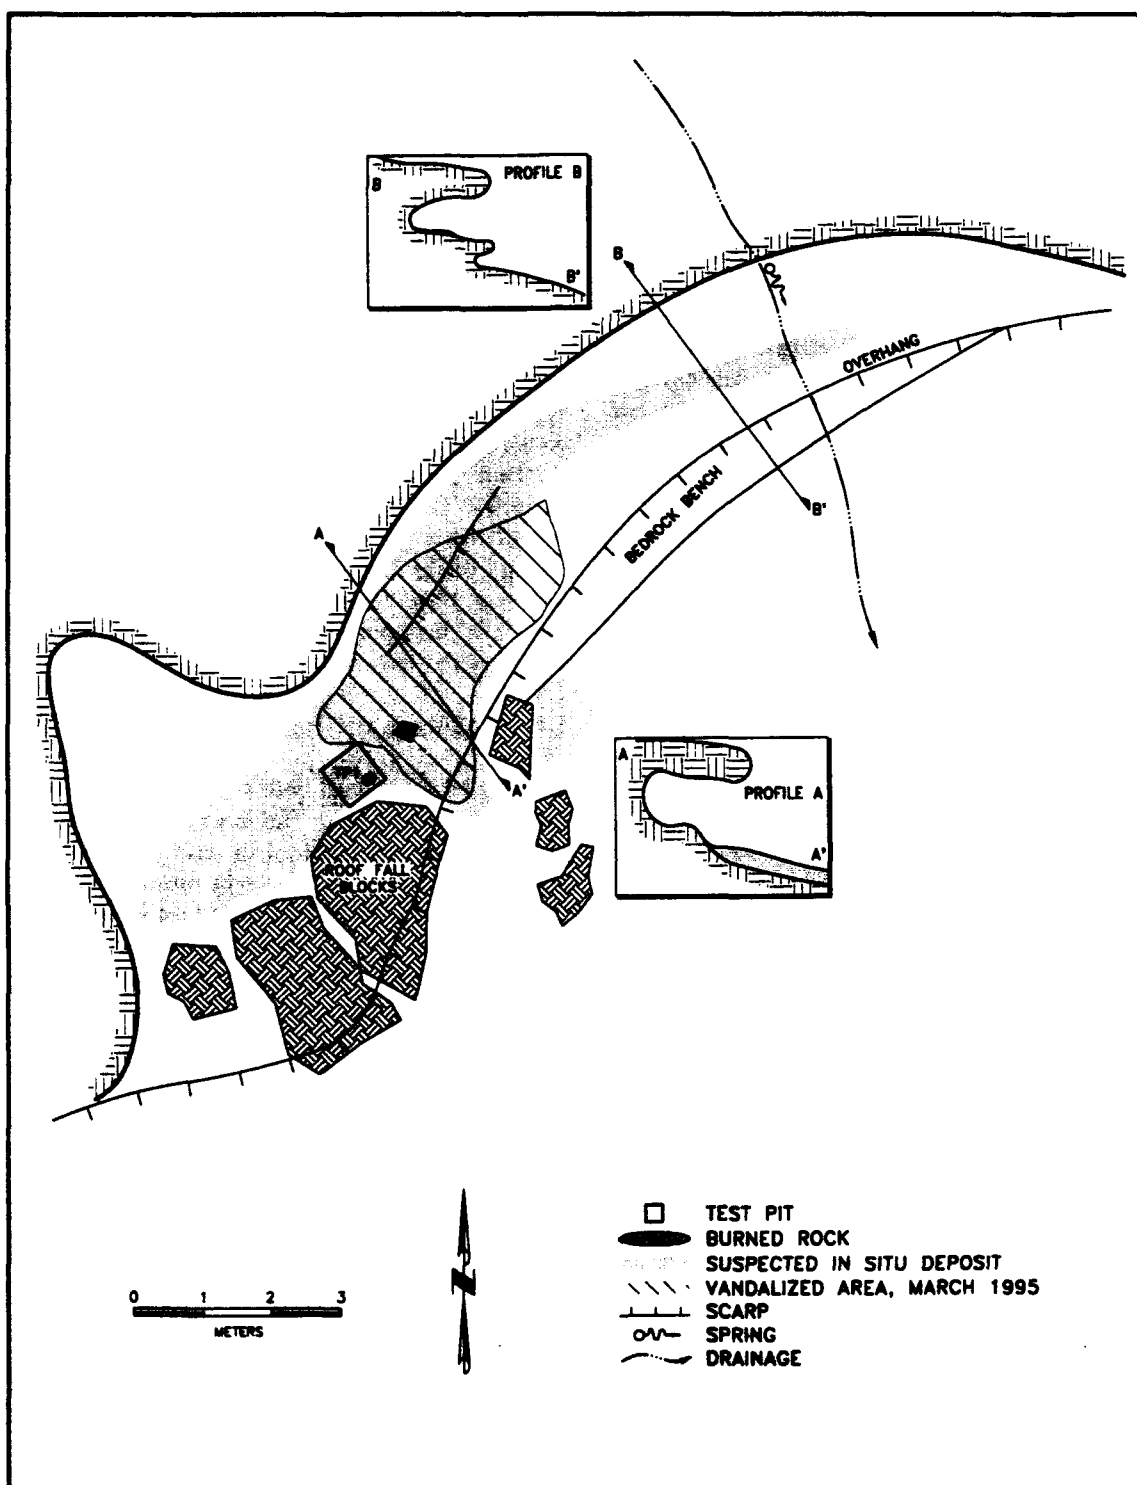 PROFILE B
B
B'
B
OVERHANG
BEDROCK BENCH
B'
A
TP1
A'
A
PROFILE A
A'
ROOF FALL
BLOCKS
N
TEST PIT
BURNED ROCK
SUSPECTED IN SITU DEPOSIT
VANDALIZED AREA, MARCH 1995
SCARP
SPRING
DRAINAGE
0 1 2 3
METERS